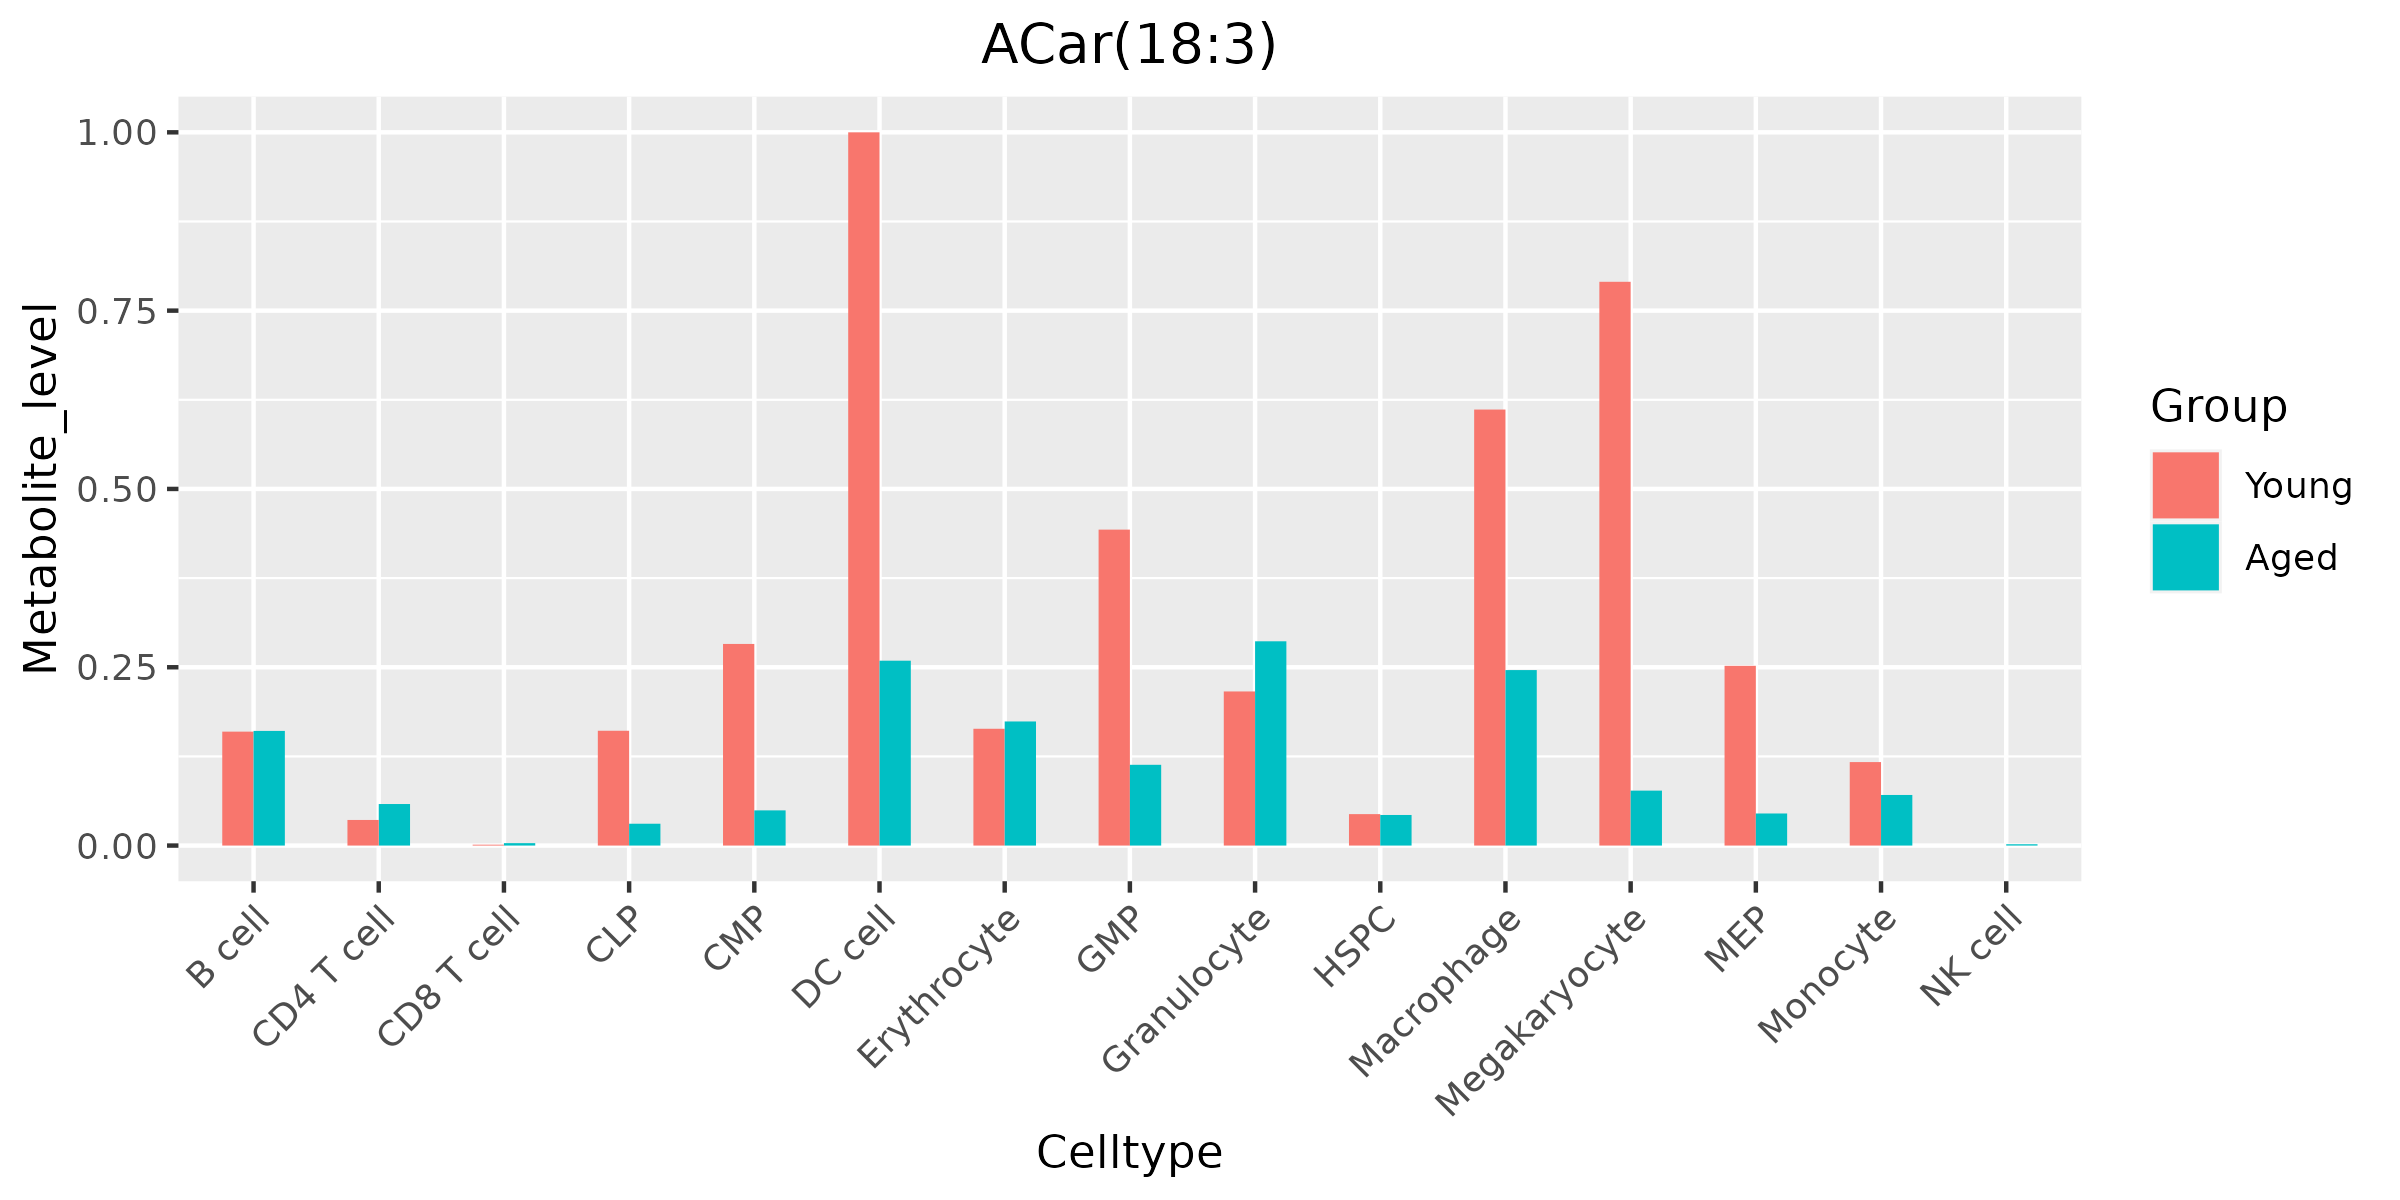 ACar(18:3)
Metabolite_level
1.00
0.75
0.50
0.25
0.00
B cell
CD4 T cell
CD8 T cell
CLP
CMP
DC cell
Erythrocyte
GMP
Granulocyte
HSPC
Macrophage
Megakaryocyte
MEP
Monocyte
NK cell
Celltype
Group
Young
Aged